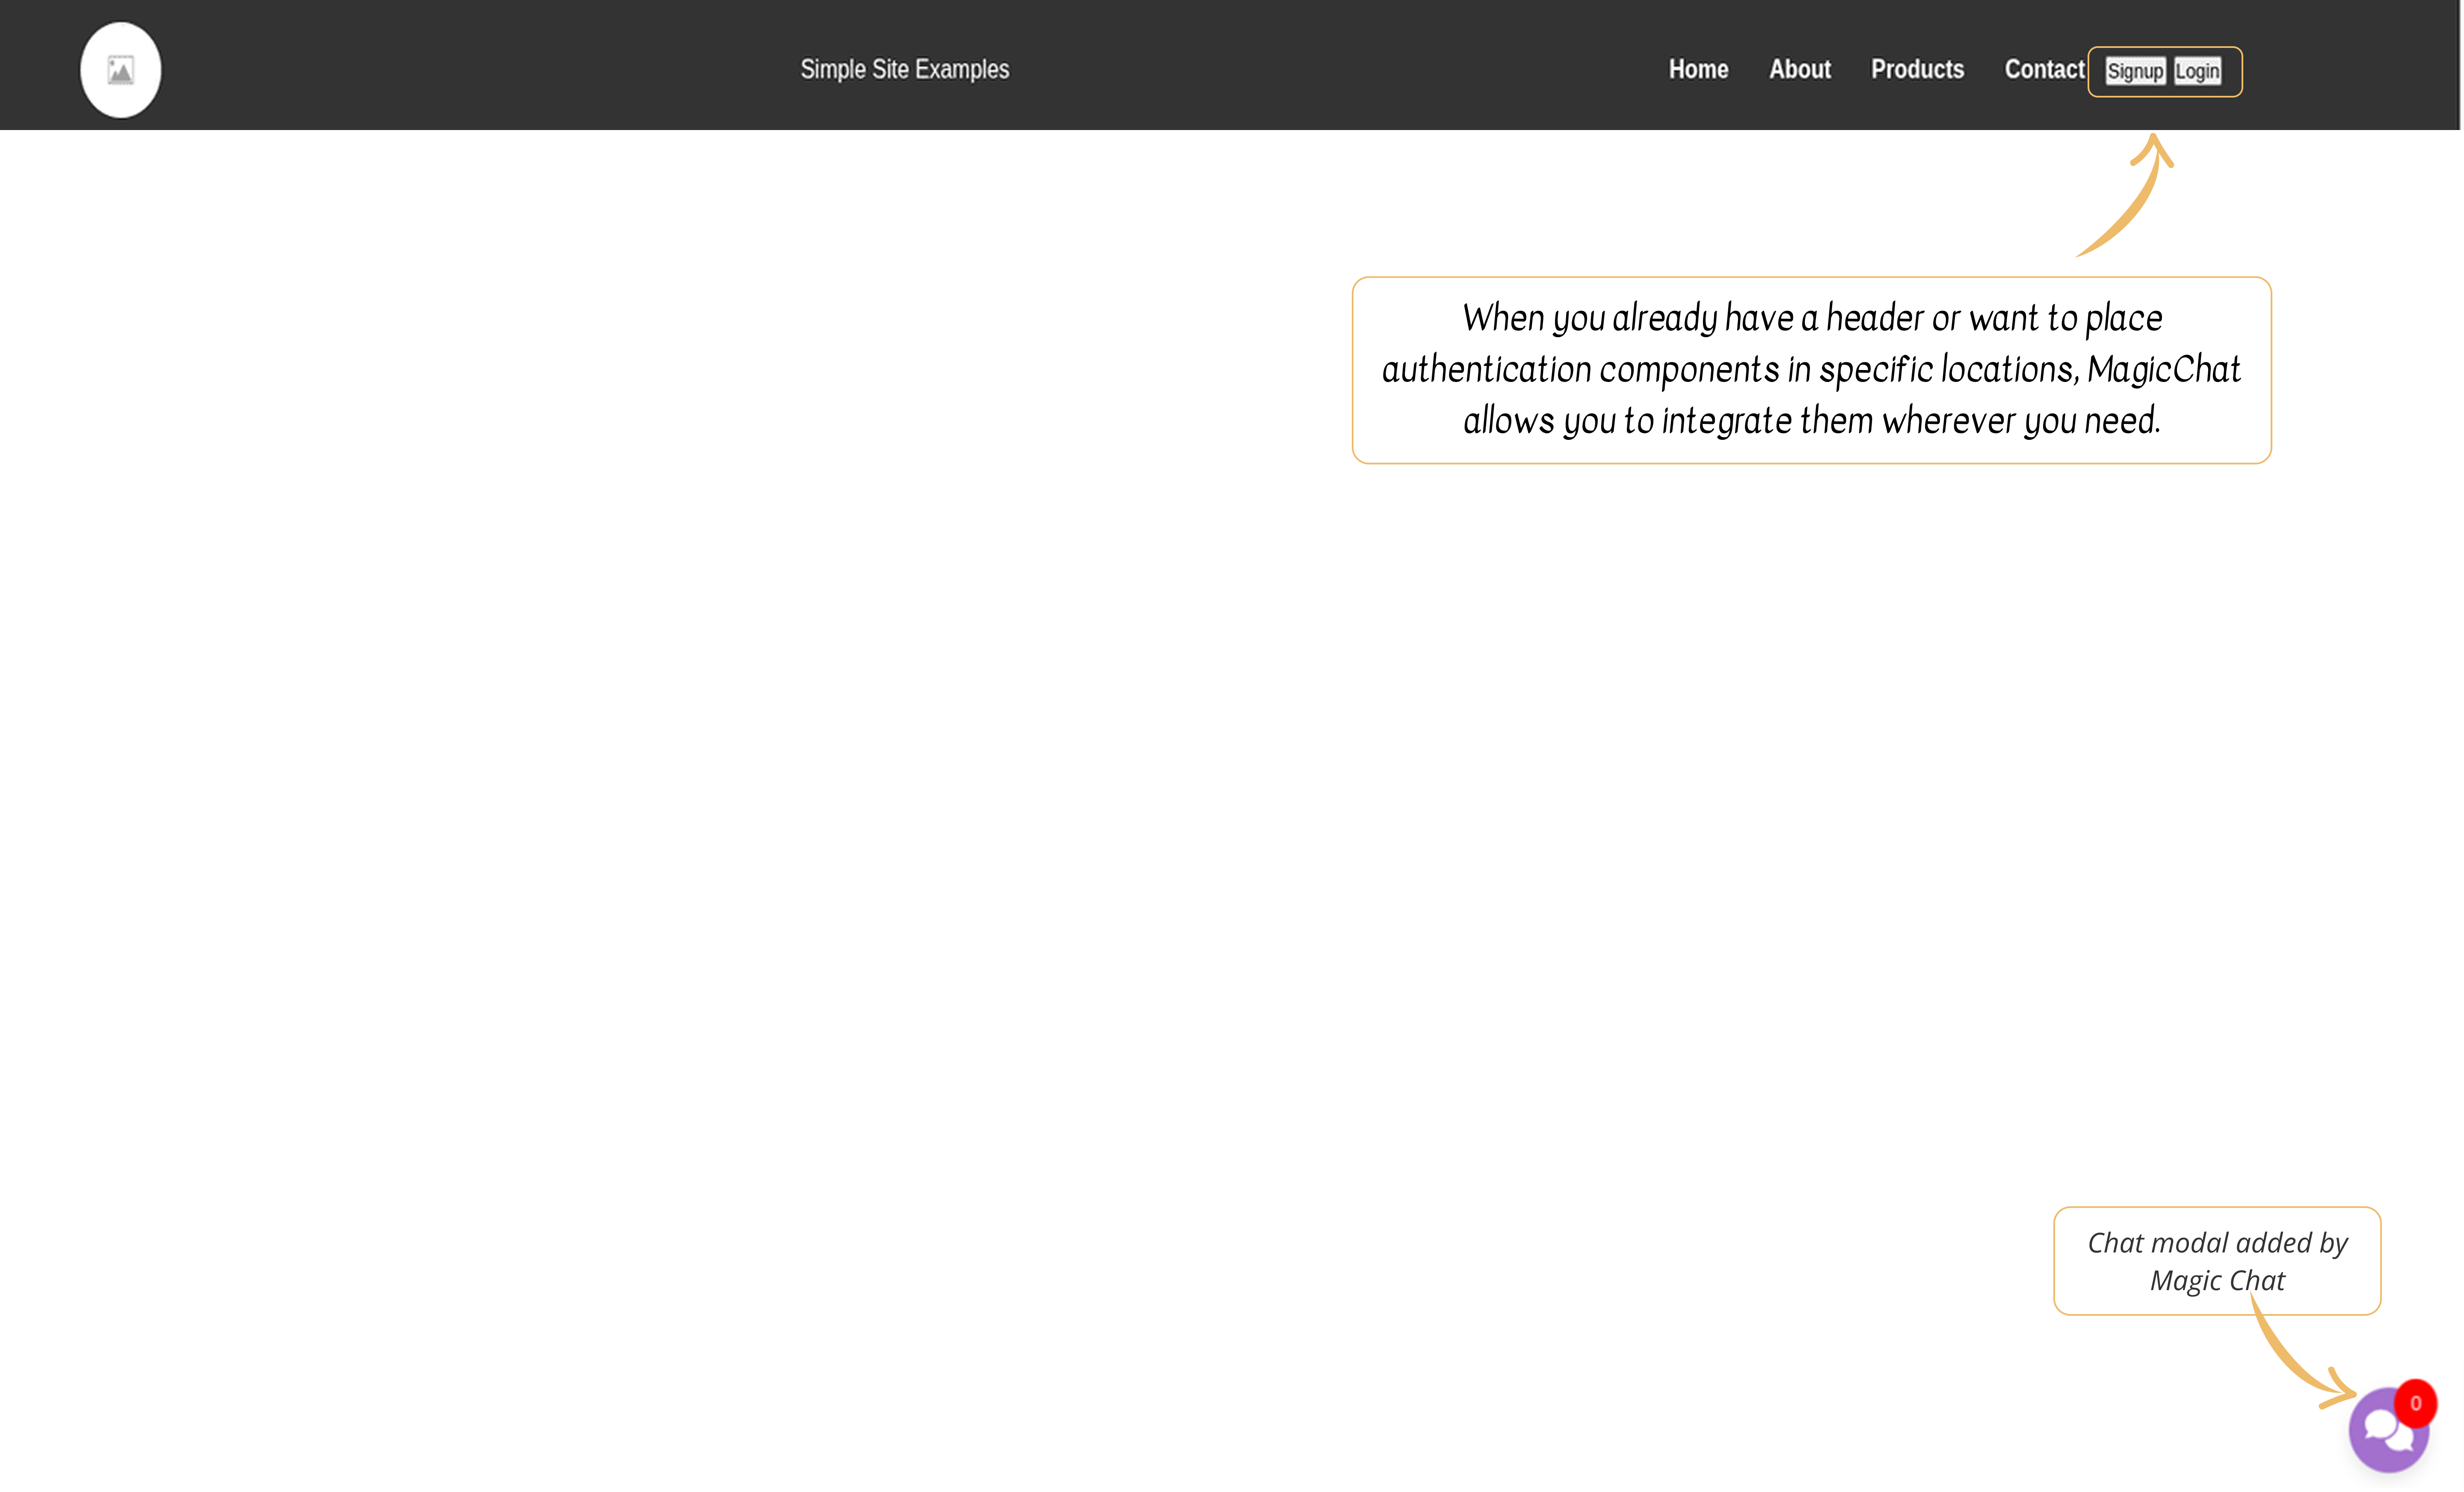 Simple Site Examples
Home About Products Contact Signup Login
When you already have a header or want to place
authentication components in specific locations, MagicChat
allows you to integrate them wherever you need.
Chat modal added by
Magic Chat
0